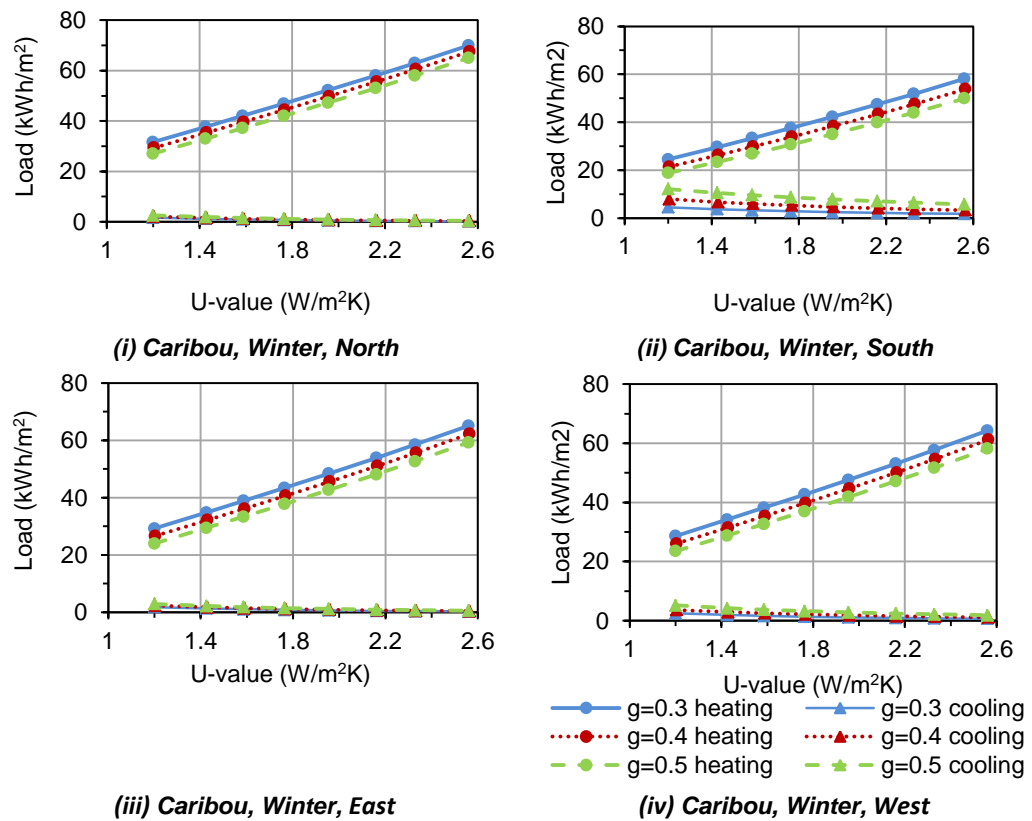 80
60
40
20
0
Load (kWh/m²)
1 1.4 1.8 2.2 2.6
U-value (W/m²K)
(i) Caribou, Winter, North
80
60
40
20
0
Load (kWh/m2)
1 1.4 1.8 2.2 2.6
U-value (W/m²K)
(ii) Caribou, Winter, South
80
60
40
20
0
Load (kWh/m²)
1 1.4 1.8 2.2 2.6
U-value (W/m²K)
(iii) Caribou, Winter, East
80
60
40
20
0
Load (kWh/m2)
1 1.4 1.8 2.2 2.6
U-value (W/m²K)
g=0.3 heating g=0.3 cooling
g=0.4 heating g=0.4 cooling
g=0.5 heating g=0.5 cooling
(iv) Caribou, Winter, West